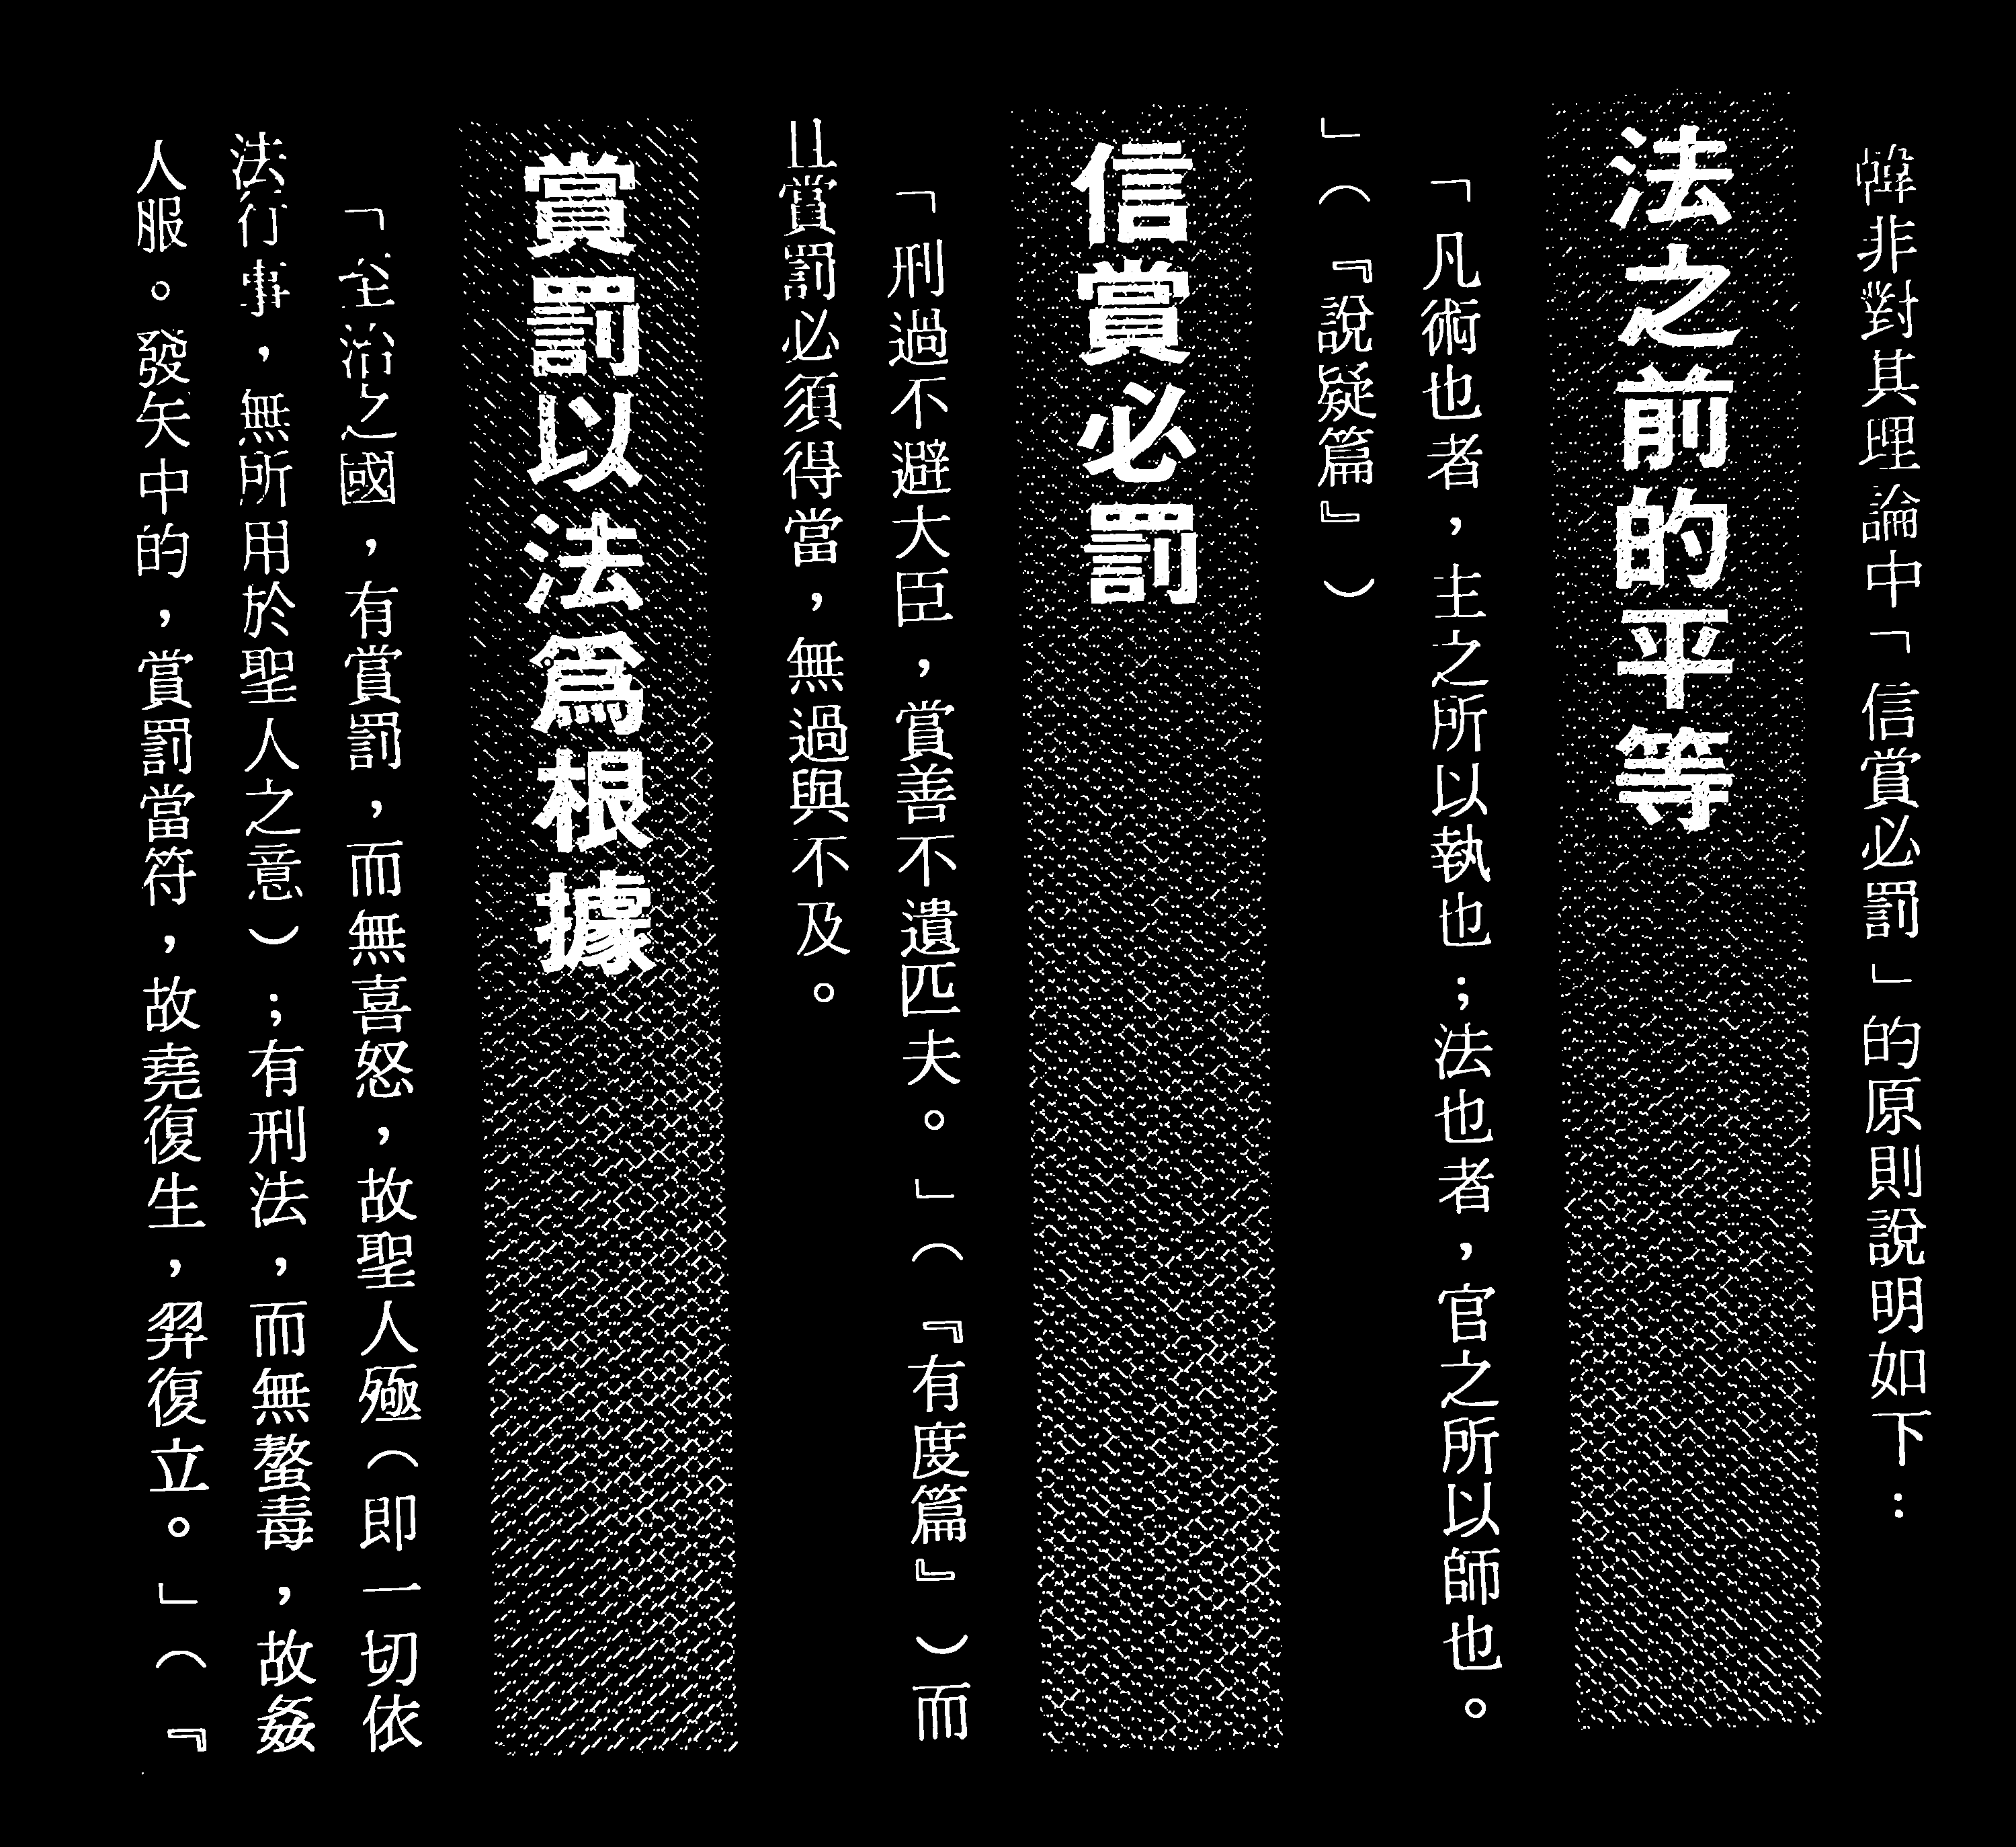 韓非對其理論中「信賞必罰」的原則說明如下：
法之前的平等
「凡術也者，主之所以執也；法也者，官之所以師也。
」（『說疑篇』）
信賞必罰
「刑過不避大臣，賞善不遺匹夫。」（『有度篇』）而
且賞罰必須得當，無過與不及。
賞罰以法爲根據
「至治之國，有賞罰，而無喜怒，故聖人殛（即一切依
法行事，無所用於聖人之意）；有刑法，而無螯毒，故姦
人服。發矢中的，賞罰當符，故堯復生，羿復立。」（『